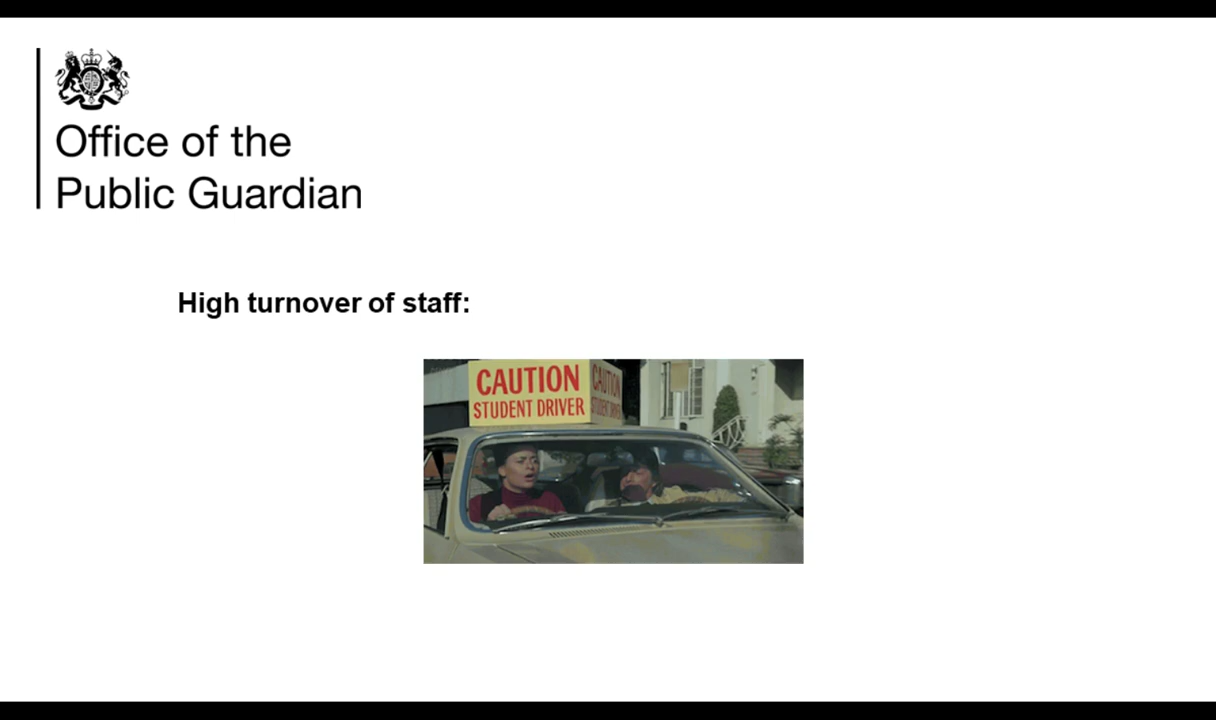 Office of the
Public Guardian
High turnover of staff:
CAUTION
STUDENT DRIVER
CAUTION
STUDENT DRIVER